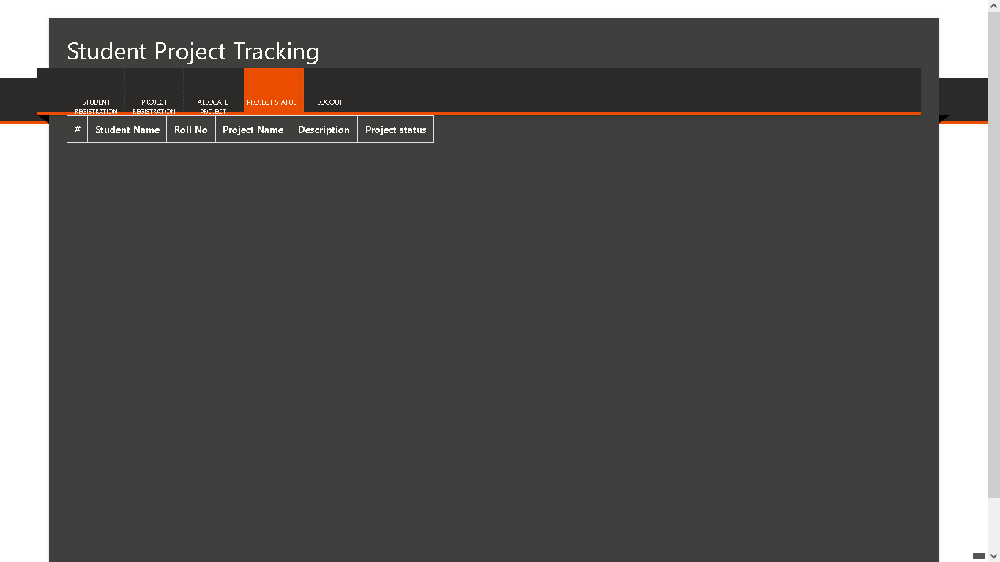 Student Project Tracking
STUDENT REGISTRATION
PROJECT REGISTRATION
ALLOCATE PROJECT
PROJECT STATUS
LOGOUT
# Student Name Roll No Project Name Description Project status